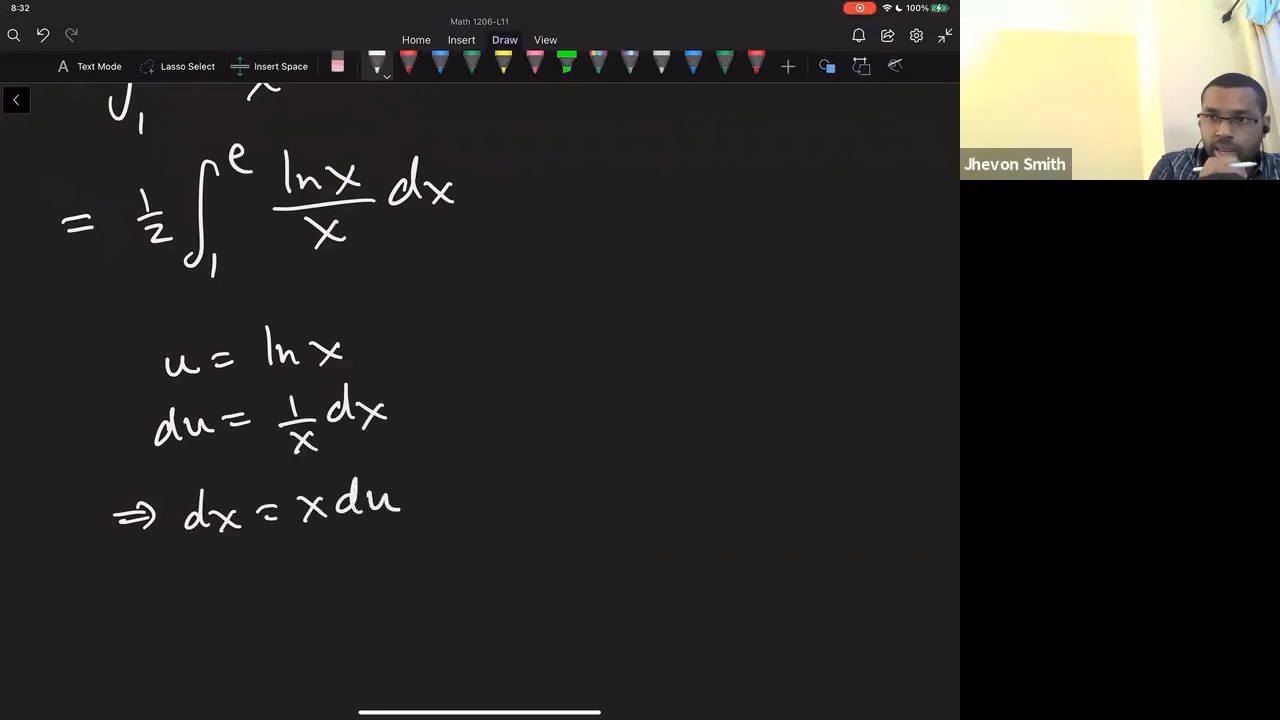 8:32
100%
Math 1206-L11
Home Insert Draw View
Text Mode Lasso Select Insert Space
∫₁ x
= 1/2 ∫₁^e (ln x)/x dx
u = ln x
du = 1/x dx
⇒ dx = x du
Jhevon Smith